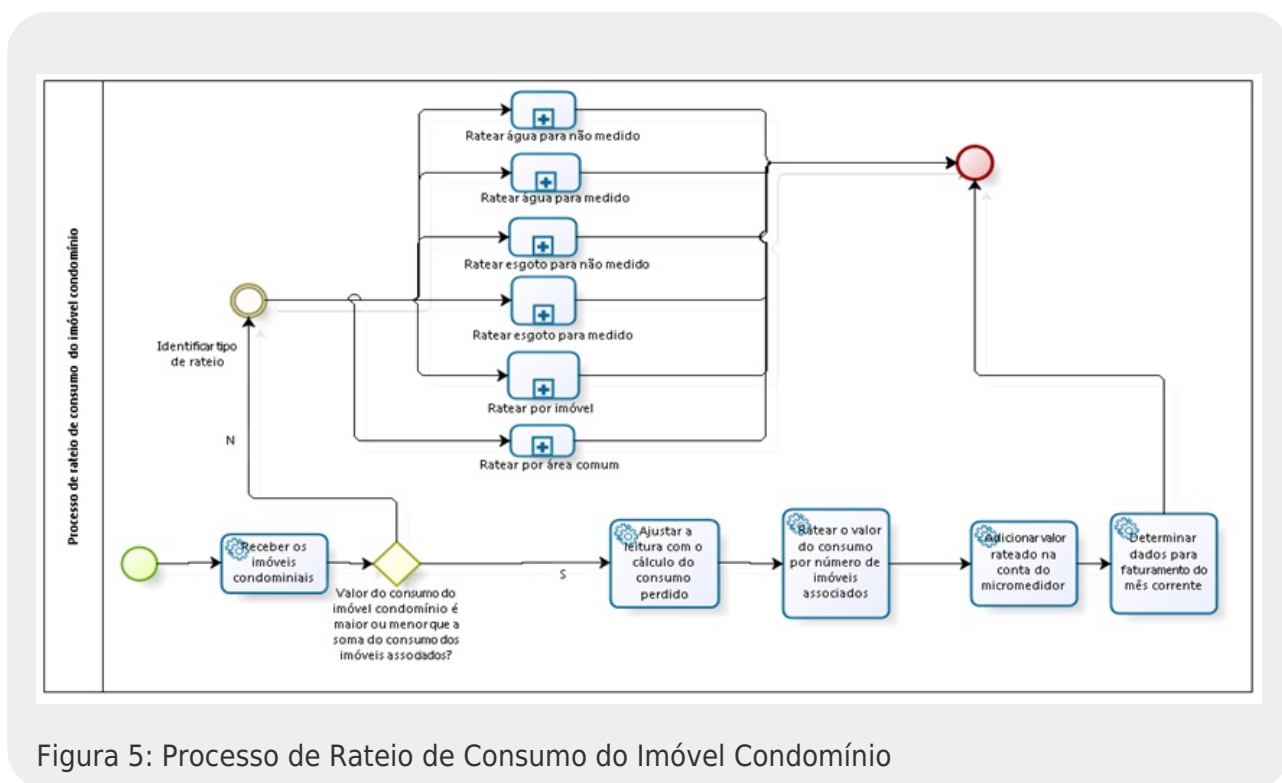 Processo de rateio de consumo do imóvel condomínio
Ratear água para não medido
Ratear água para medido
Ratear esgoto para não medido
Ratear esgoto para medido
Ratear por imóvel
Ratear por área comum
Identificar tipo
de rateio
N
Receber os
imóveis
condominiais
Valor do consumo do
imóvel condomínio é
maior ou menor que a
soma do consumo dos
imóveis associados?
S
Ajustar a
leitura com o
cálculo do
consumo
perdido
Ratear o valor
do consumo
por número de
imóveis
associados
Adicionar valor
rateado na
conta do
micromedidor
Determinar
dados para
faturamento do
mês corrente
Figura 5: Processo de Rateio de Consumo do Imóvel Condomínio